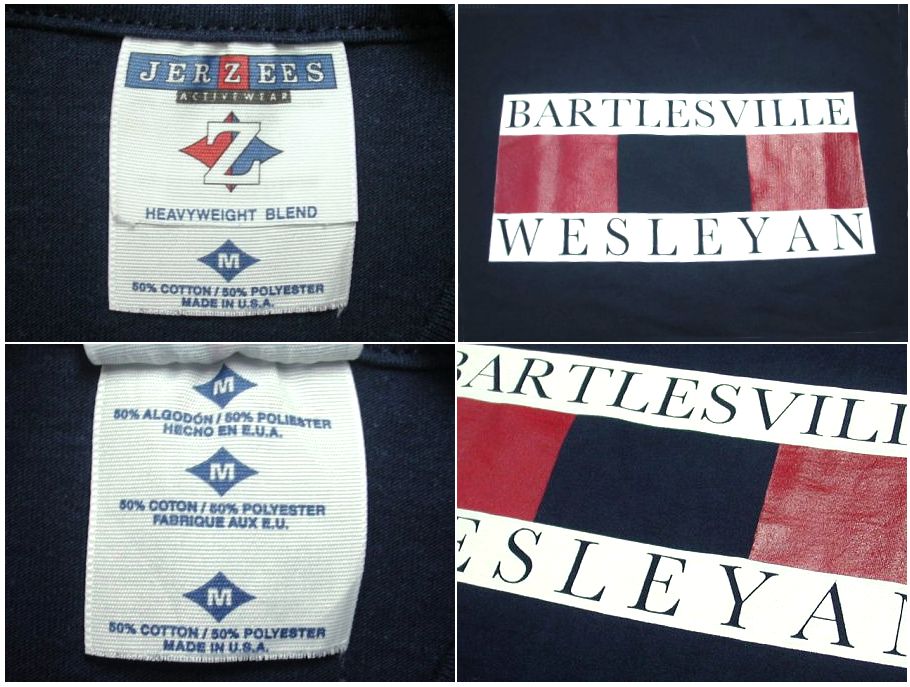 JERZEES
ACTIVEWEAR
Z
HEAVYWEIGHT BLEND
M
50% COTTON / 50% POLYESTER
MADE IN U.S.A.
BARTLESVILLE
WESLEYAN
M
50% ALGODÓN / 50% POLIESTER
HECHO EN E.U.A.
M
50% COTON / 50% POLYESTER
FABRIQUE AUX E.U.
M
50% COTTON / 50% POLYESTER
MADE IN U.S.A.
BARTLESVILL
ESLEYAN